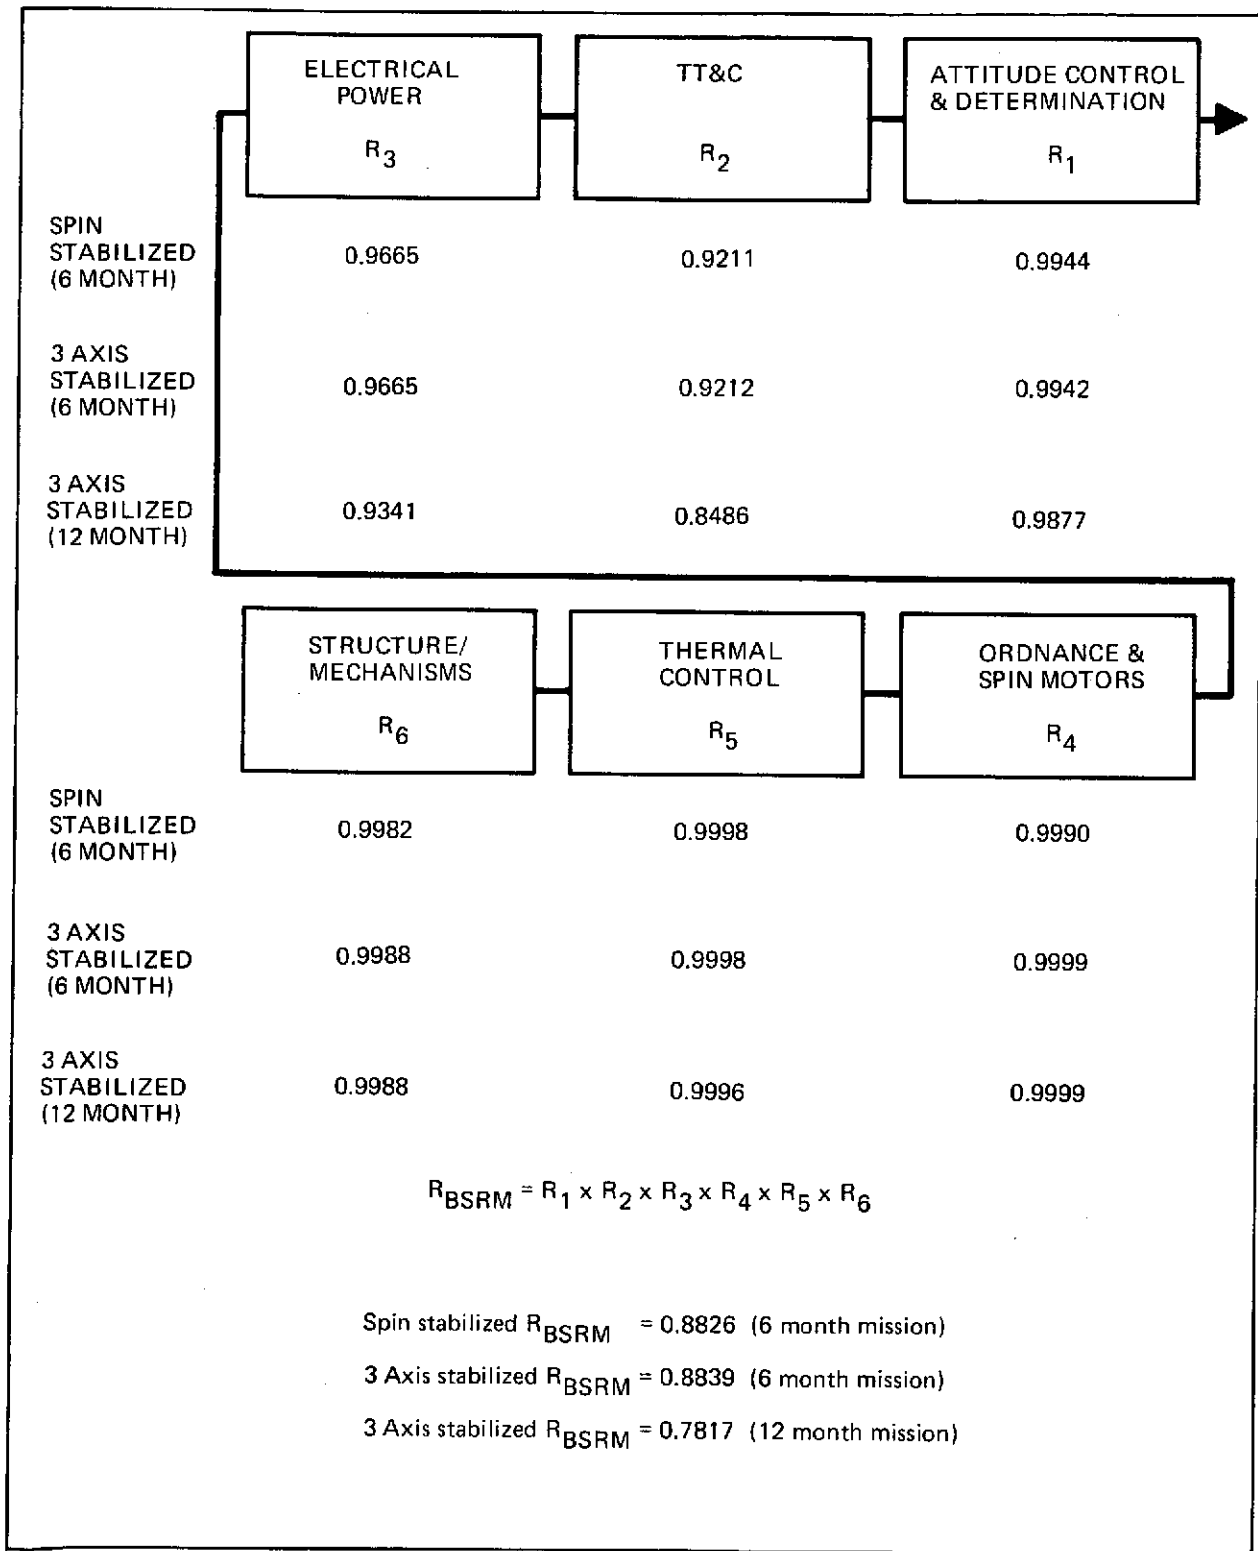 ELECTRICAL
POWER
R3
TT&C
R2
ATTITUDE CONTROL
& DETERMINATION
R1
SPIN
STABILIZED
(6 MONTH)
0.9665
0.9211
0.9944
3 AXIS
STABILIZED
(6 MONTH)
0.9665
0.9212
0.9942
3 AXIS
STABILIZED
(12 MONTH)
0.9341
0.8486
0.9877
STRUCTURE/
MECHANISMS
R6
THERMAL
CONTROL
R5
ORDNANCE &
SPIN MOTORS
R4
SPIN
STABILIZED
(6 MONTH)
0.9982
0.9998
0.9990
3 AXIS
STABILIZED
(6 MONTH)
0.9988
0.9998
0.9999
3 AXIS
STABILIZED
(12 MONTH)
0.9988
0.9996
0.9999
RBSRM = R1 x R2 x R3 x R4 x R5 x R6
Spin stabilized RBSRM = 0.8826 (6 month mission)
3 Axis stabilized RBSRM = 0.8839 (6 month mission)
3 Axis stabilized RBSRM = 0.7817 (12 month mission)